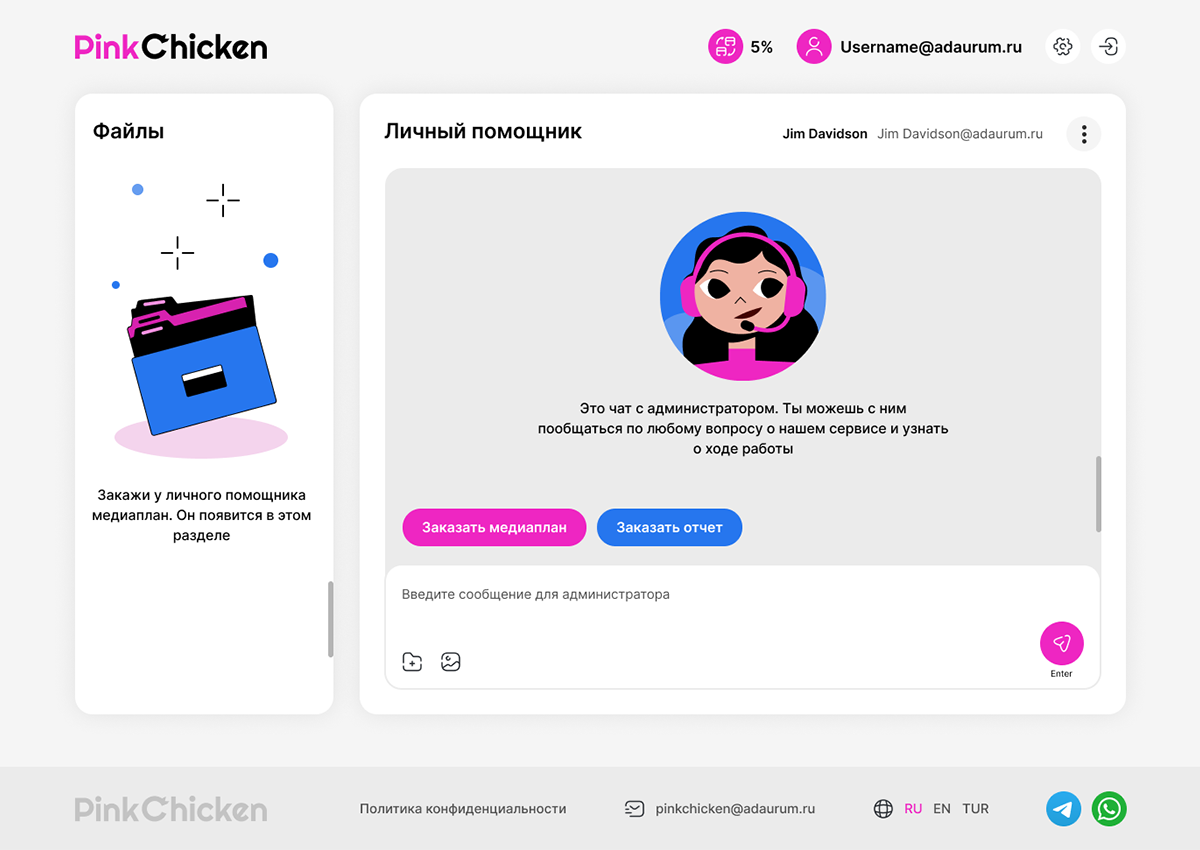 PinkChicken
5%
Username@adaurum.ru
Файлы
Закажи у личного помощника
медиаплан. Он появится в этом
разделе
Личный помощник
Jim Davidson Jim Davidson@adaurum.ru
Это чат с администратором. Ты можешь с ним
пообщаться по любому вопросу о нашем сервисе и узнать
о ходе работы
Заказать медиаплан
Заказать отчет
Введите сообщение для администратора
Enter
PinkChicken
Политика конфиденциальности
pinkchicken@adaurum.ru
RU EN TUR